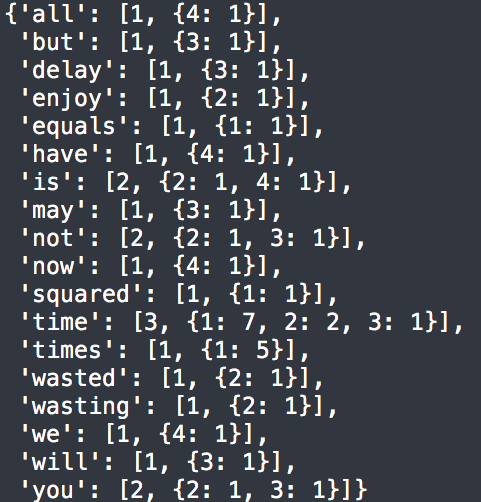 {'all': [1, {4: 1}],
'but': [1, {3: 1}],
'delay': [1, {3: 1}],
'enjoy': [1, {2: 1}],
'equals': [1, {1: 1}],
'have': [1, {4: 1}],
'is': [2, {2: 1, 4: 1}],
'may': [1, {3: 1}],
'not': [2, {2: 1, 3: 1}],
'now': [1, {4: 1}],
'squared': [1, {1: 1}],
'time': [3, {1: 7, 2: 2, 3: 1}],
'times': [1, {1: 5}],
'wasted': [1, {2: 1}],
'wasting': [1, {2: 1}],
'we': [1, {4: 1}],
'will': [1, {3: 1}],
'you': [2, {2: 1, 3: 1}]}